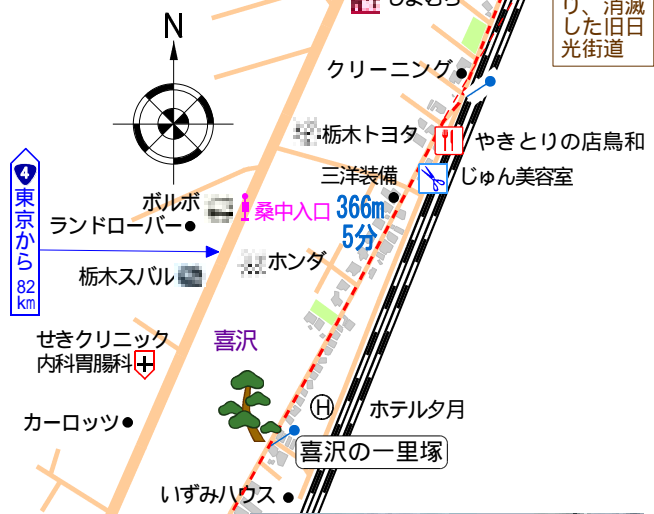 り、消滅
した旧日
光街道
N
クリーニング
栃木トヨタ
やきとりの店鳥和
三洋装備
じゅん美容室
4
東京から
82
km
ボルボ
ランドローバー
桑中入口
366m
5分
栃木スバル
ホンダ
せきクリニック
内科胃腸科
喜沢
カーロッツ
H
ホテル夕月
喜沢の一里塚
いずみハウス